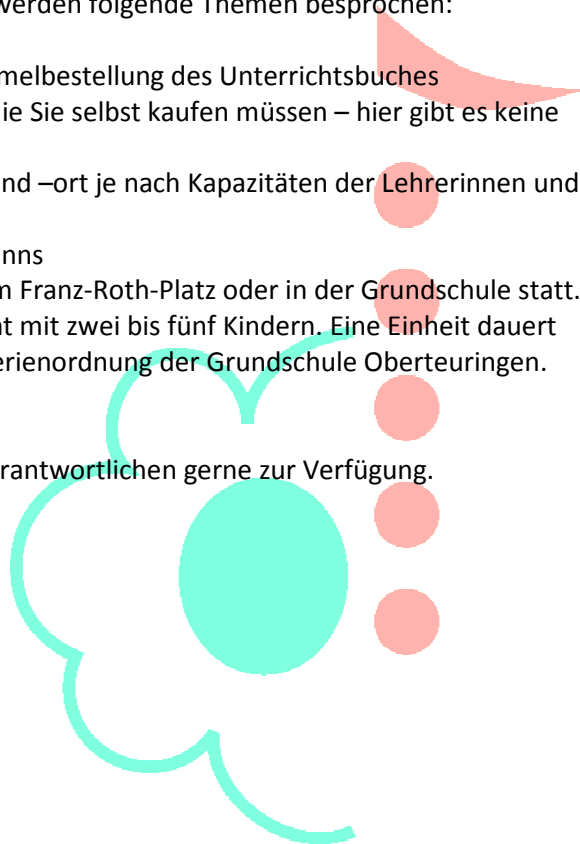 werden folgende Themen besprochen:
melbestellung des Unterrichtsbuches
ie Sie selbst kaufen müssen – hier gibt es keine
nd –ort je nach Kapazitäten der Lehrerinnen und
nns
m Franz-Roth-Platz oder in der Grundschule statt.
t mit zwei bis fünf Kindern. Eine Einheit dauert
erienordnung der Grundschule Oberteuringen.
rantwortlichen gerne zur Verfügung.